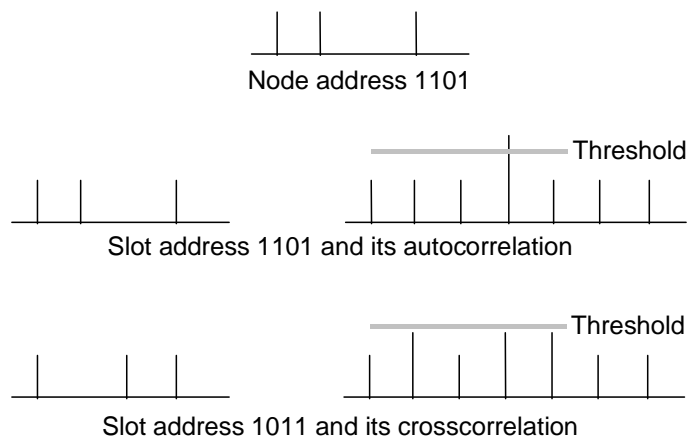 Node address 1101
Threshold
Slot address 1101 and its autocorrelation
Threshold
Slot address 1011 and its crosscorrelation